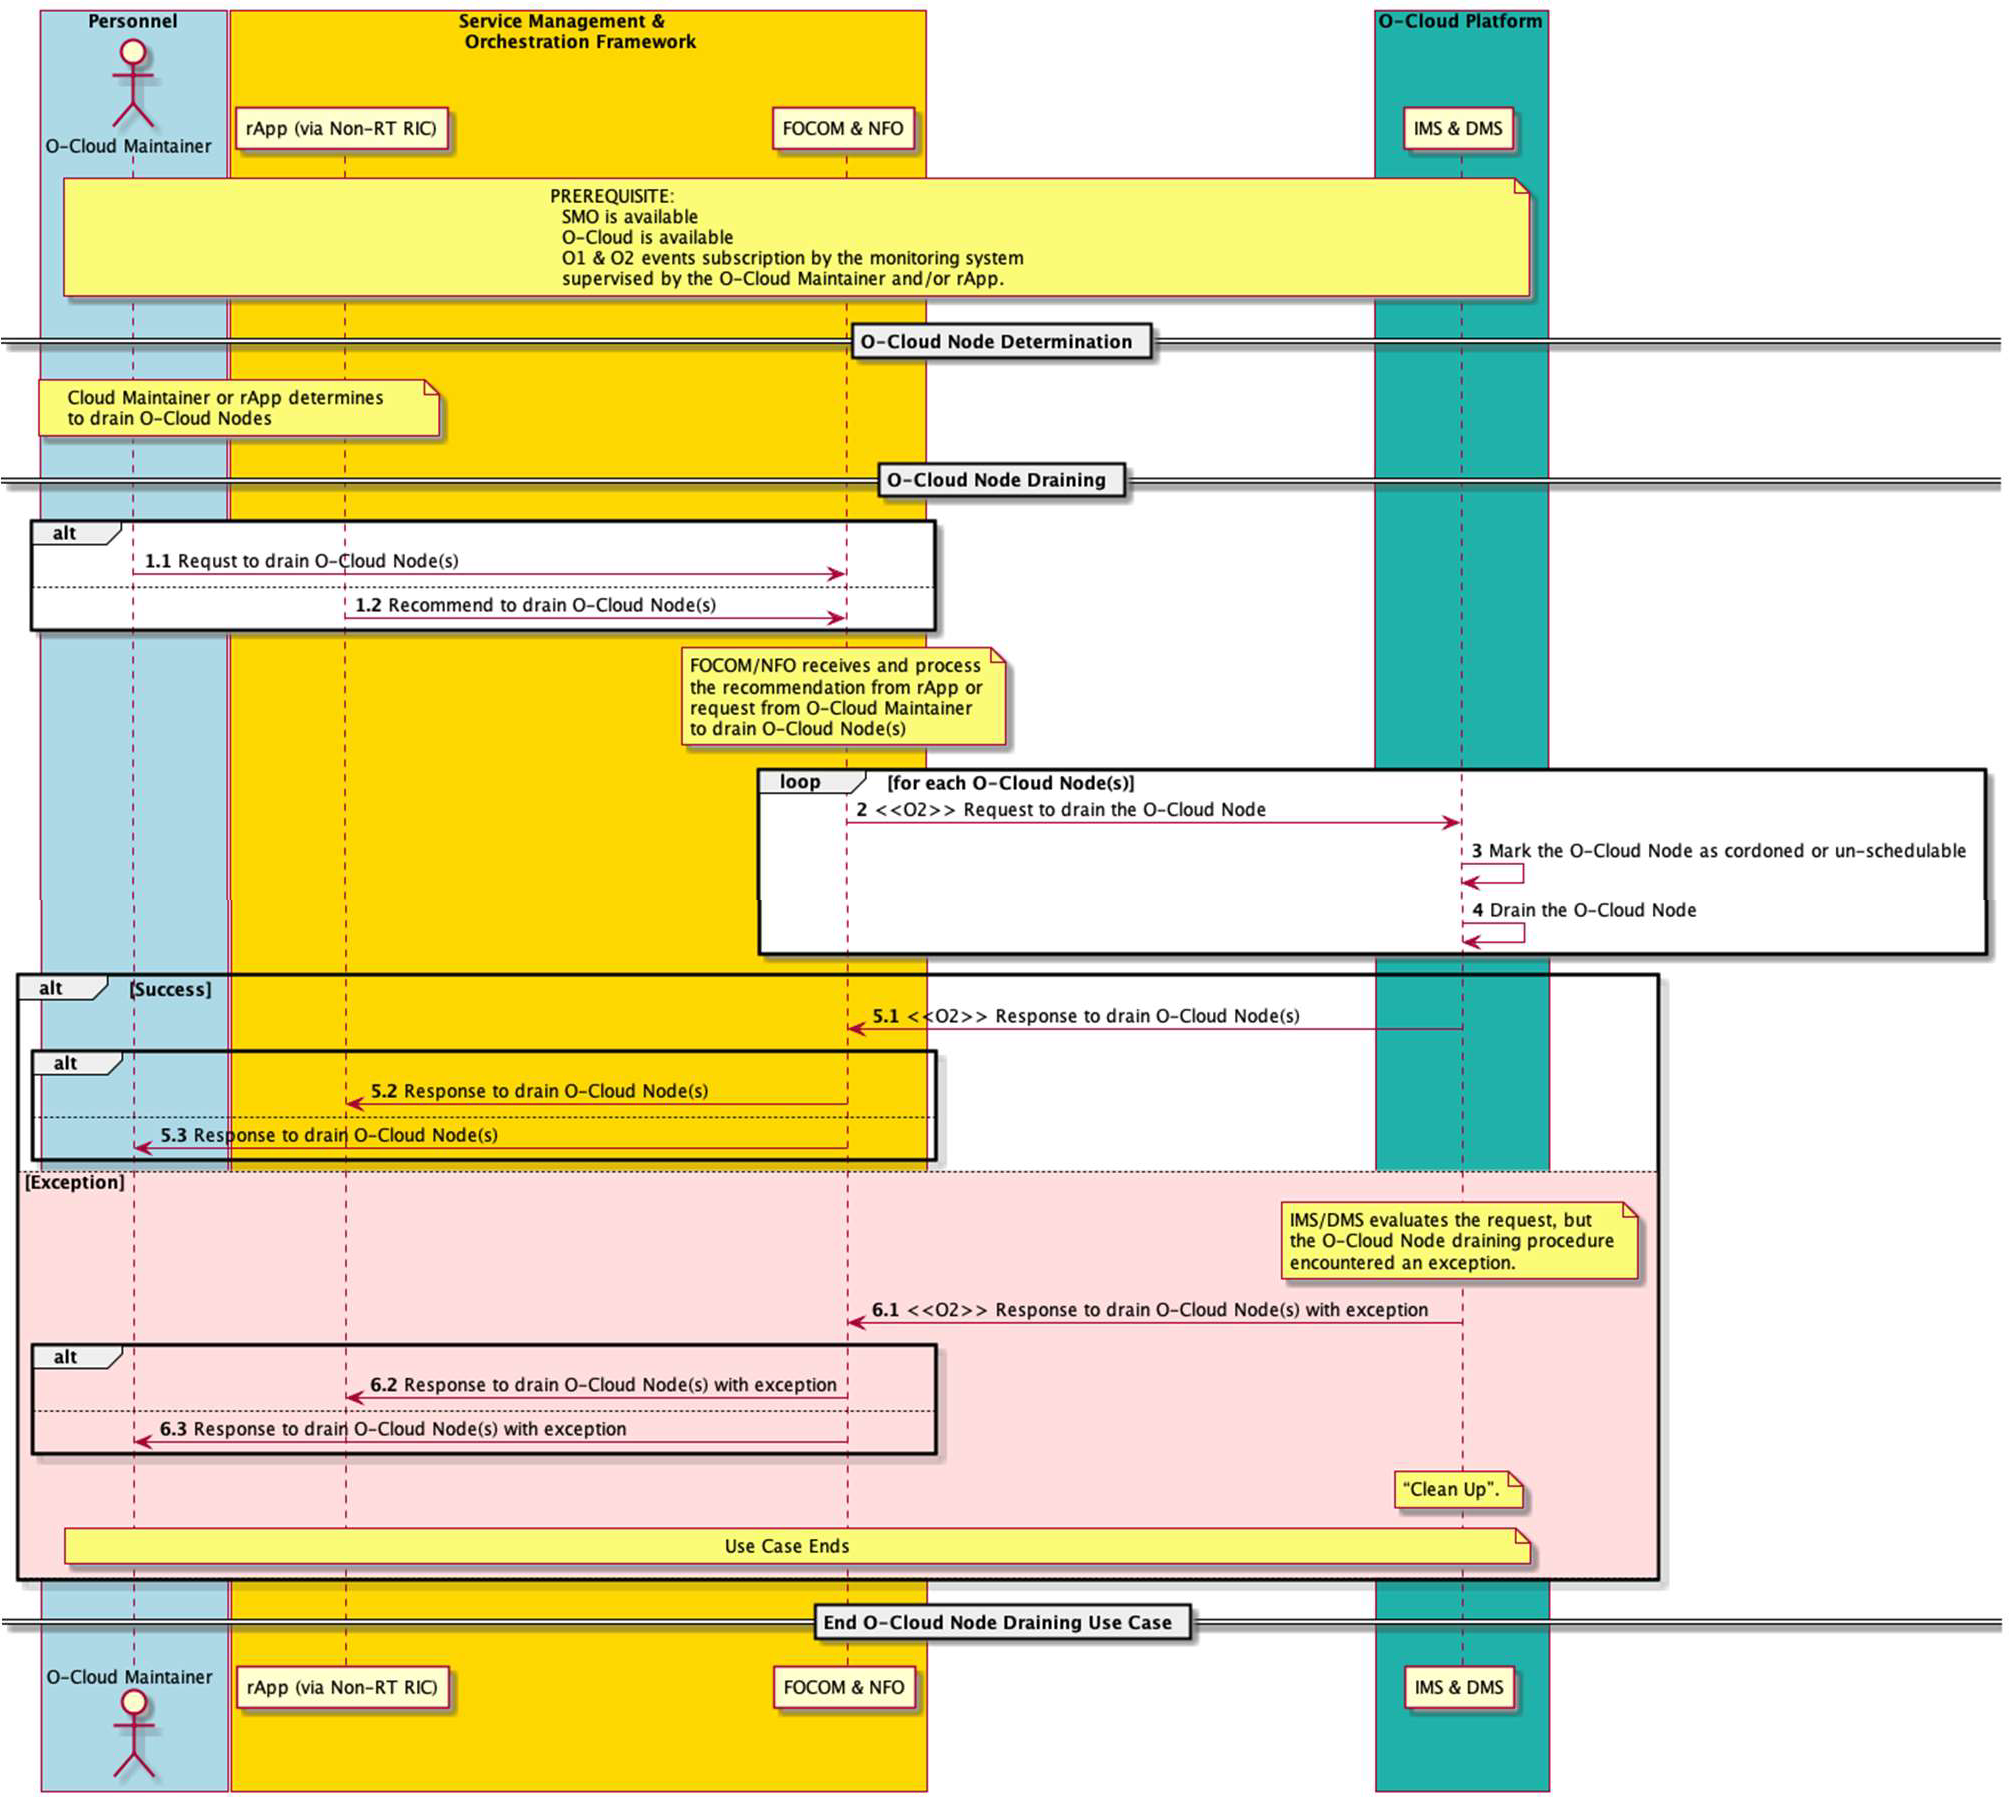 Personnel
Service Management &
Orchestration Framework
O-Cloud Platform
O-Cloud Maintainer
rApp (via Non-RT RIC)
FOCOM & NFO
IMS & DMS
PREREQUISITE:
SMO is available
O-Cloud is available
O1 & O2 events subscription by the monitoring system
supervised by the O-Cloud Maintainer and/or rApp.
O-Cloud Node Determination
Cloud Maintainer or rApp determines
to drain O-Cloud Nodes
O-Cloud Node Draining
alt
1.1 Requst to drain O-Cloud Node(s)
1.2 Recommend to drain O-Cloud Node(s)
FOCOM/NFO receives and process
the recommendation from rApp or
request from O-Cloud Maintainer
to drain O-Cloud Node(s)
loop [for each O-Cloud Node(s)]
2 <<O2>> Request to drain the O-Cloud Node
3 Mark the O-Cloud Node as cordoned or un-schedulable
4 Drain the O-Cloud Node
alt [Success]
5.1 <<O2>> Response to drain O-Cloud Node(s)
alt
5.2 Response to drain O-Cloud Node(s)
5.3 Response to drain O-Cloud Node(s)
[Exception]
IMS/DMS evaluates the request, but
the O-Cloud Node draining procedure
encountered an exception.
6.1 <<O2>> Response to drain O-Cloud Node(s) with exception
alt
6.2 Response to drain O-Cloud Node(s) with exception
6.3 Response to drain O-Cloud Node(s) with exception
“Clean Up”.
Use Case Ends
End O-Cloud Node Draining Use Case
O-Cloud Maintainer
rApp (via Non-RT RIC)
FOCOM & NFO
IMS & DMS